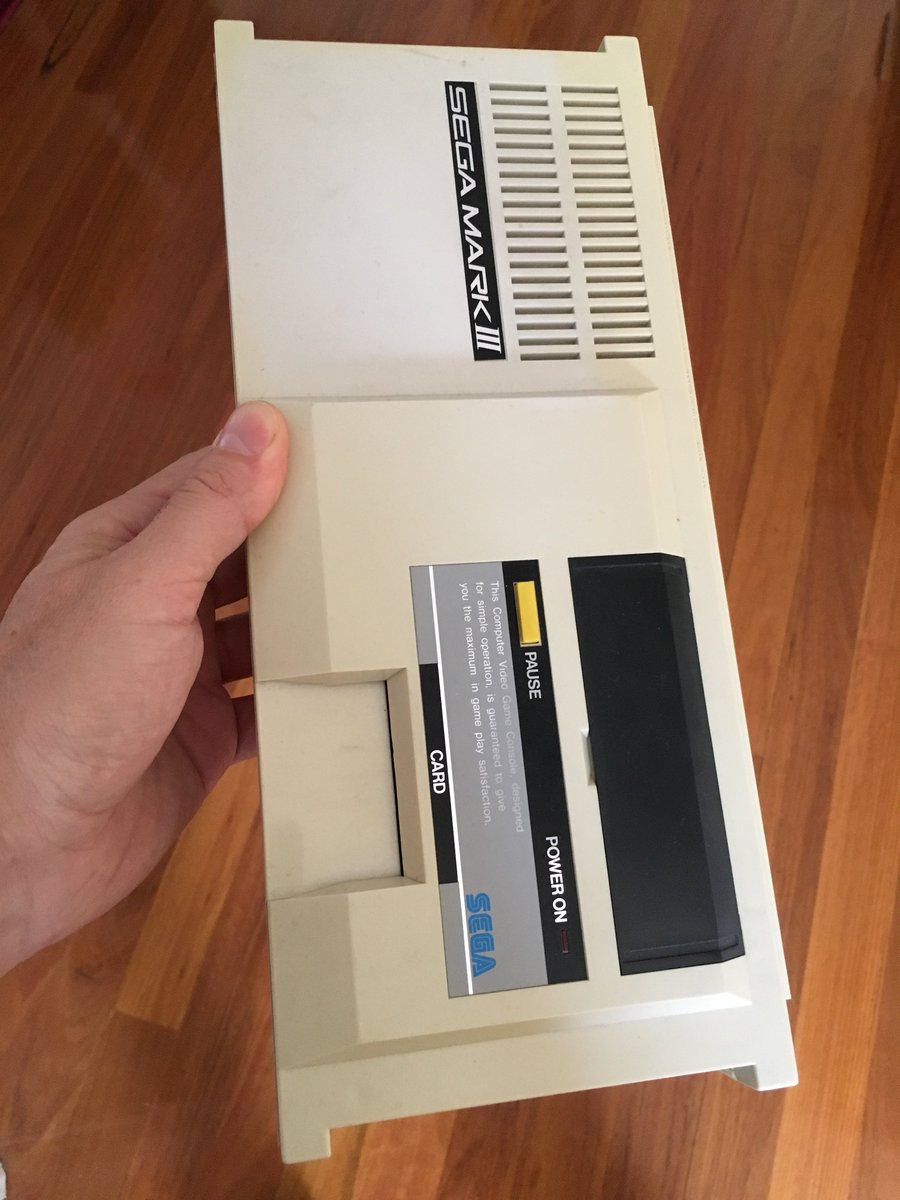 SEGA MARK III
PAUSE
POWER ON
This Computer Video Game Console, designed
for simple operation, is guaranteed to give
you the maximum in game play satisfaction.
SEGA
CARD